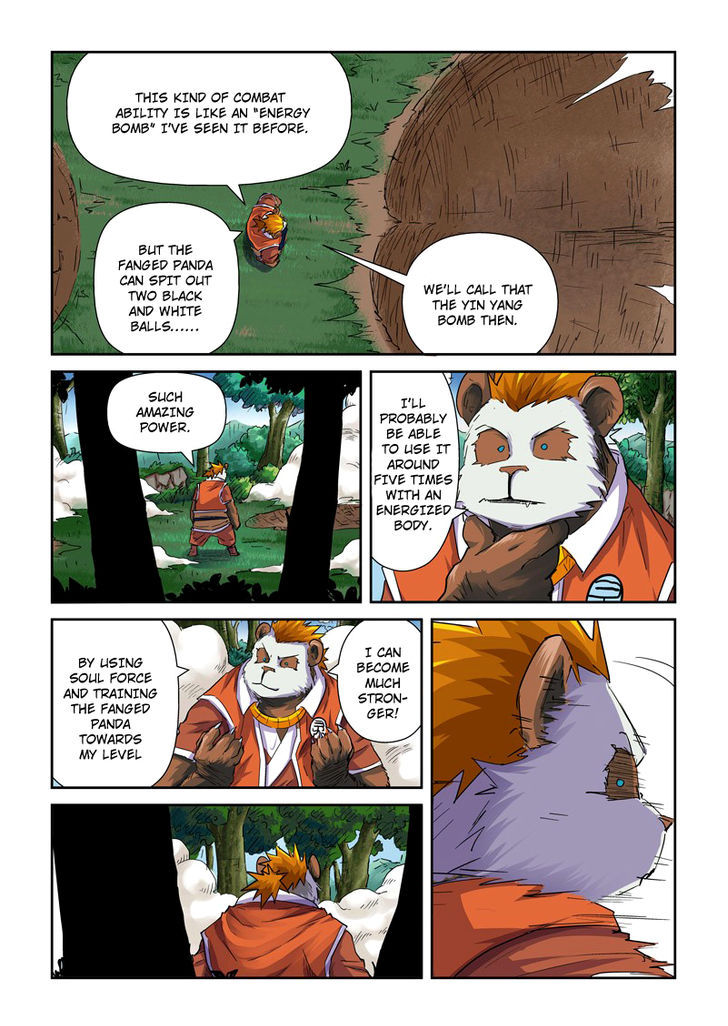 THIS KIND OF COMBAT
ABILITY IS LIKE AN "ENERGY
BOMB" I'VE SEEN IT BEFORE.
BUT THE
FANGED PANDA
CAN SPIT OUT
TWO BLACK
AND WHITE
BALLS......
WE'LL CALL THAT
THE YIN YANG
BOMB THEN.
SUCH
AMAZING
POWER.
I'LL
PROBABLY
BE ABLE
TO USE IT
AROUND
FIVE TIMES
WITH AN
ENERGIZED
BODY.
BY USING
SOUL FORCE
AND TRAINING
THE FANGED
PANDA
TOWARDS
MY LEVEL
I CAN
BECOME
MUCH
STRON-
GER!